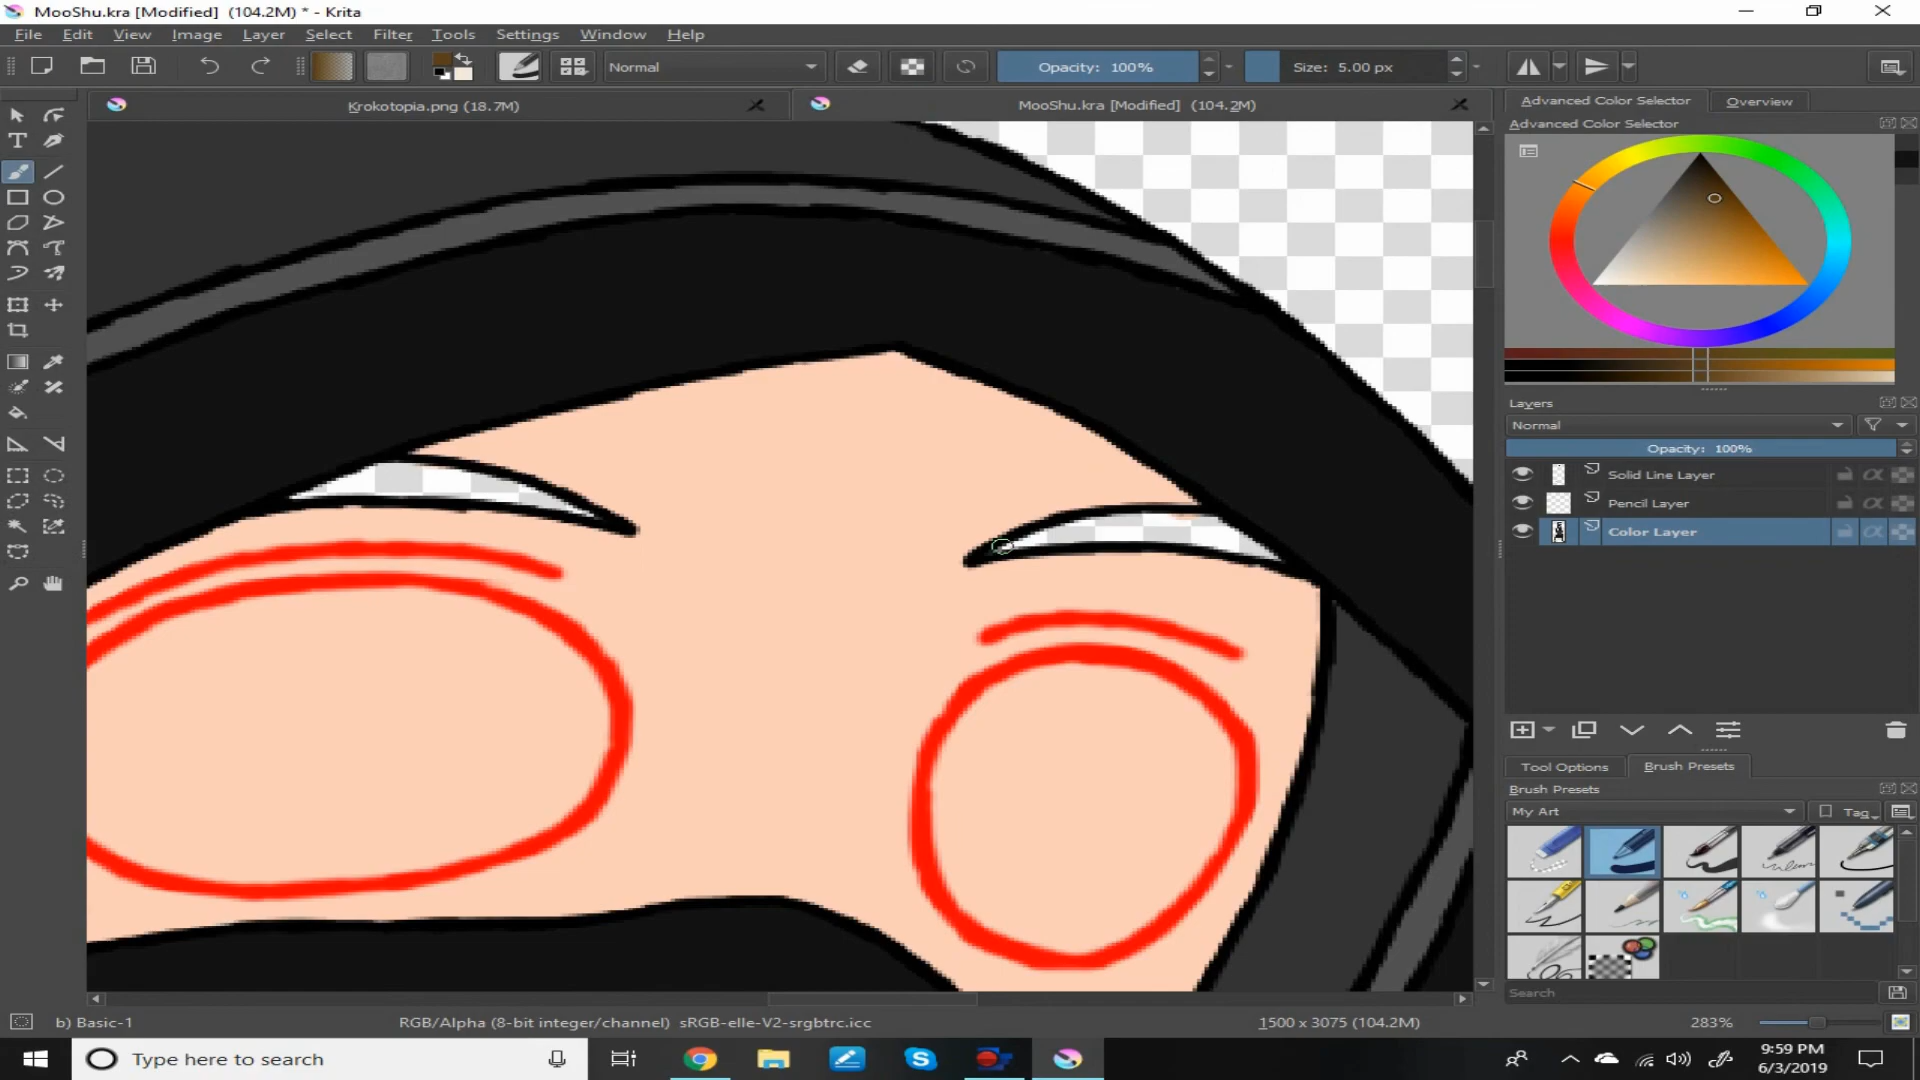 MooShu.kra [Modified]  (104.2M) * - Krita
File Edit View Image Layer Select Filter Tools Settings Window Help
Normal Opacity: 100% Size: 5.00 px
Krokotopia.png (18.7M) MooShu.kra [Modified]  (104.2M) Advanced Color Selector Overview
Advanced Color Selector
Layers
Normal
Opacity: 100%
Solid Line Layer
Pencil Layer
Color Layer
Tool Options Brush Presets
Brush Presets
My Art Tag
Search
b) Basic-1 RGB/Alpha (8-bit integer/channel)  sRGB-elle-V2-srgbtrc.icc 1500 x 3075 (104.2M) 283%
Type here to search
9:59 PM
6/3/2019